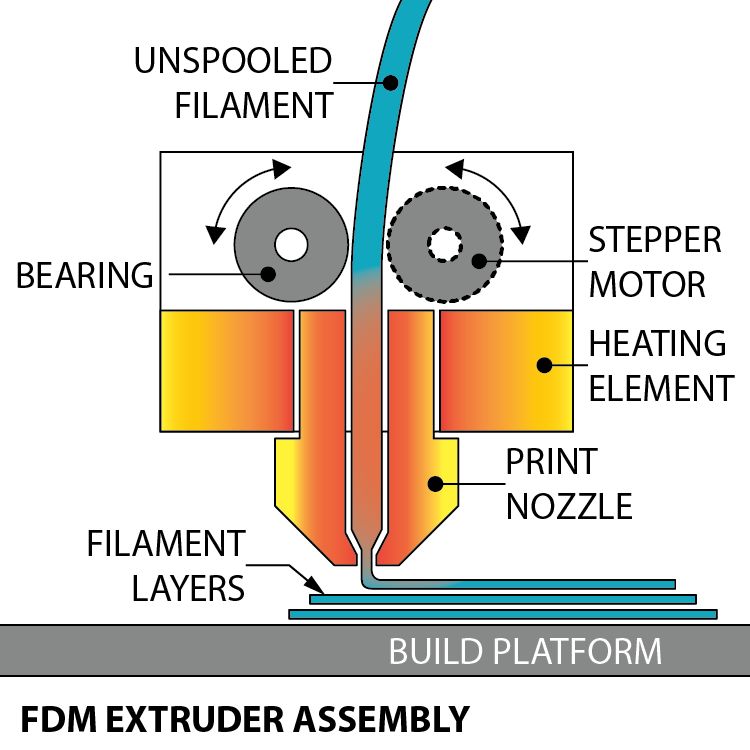 UNSPOOLED
FILAMENT
BEARING
STEPPER
MOTOR
HEATING
ELEMENT
PRINT
NOZZLE
FILAMENT
LAYERS
BUILD PLATFORM
FDM EXTRUDER ASSEMBLY